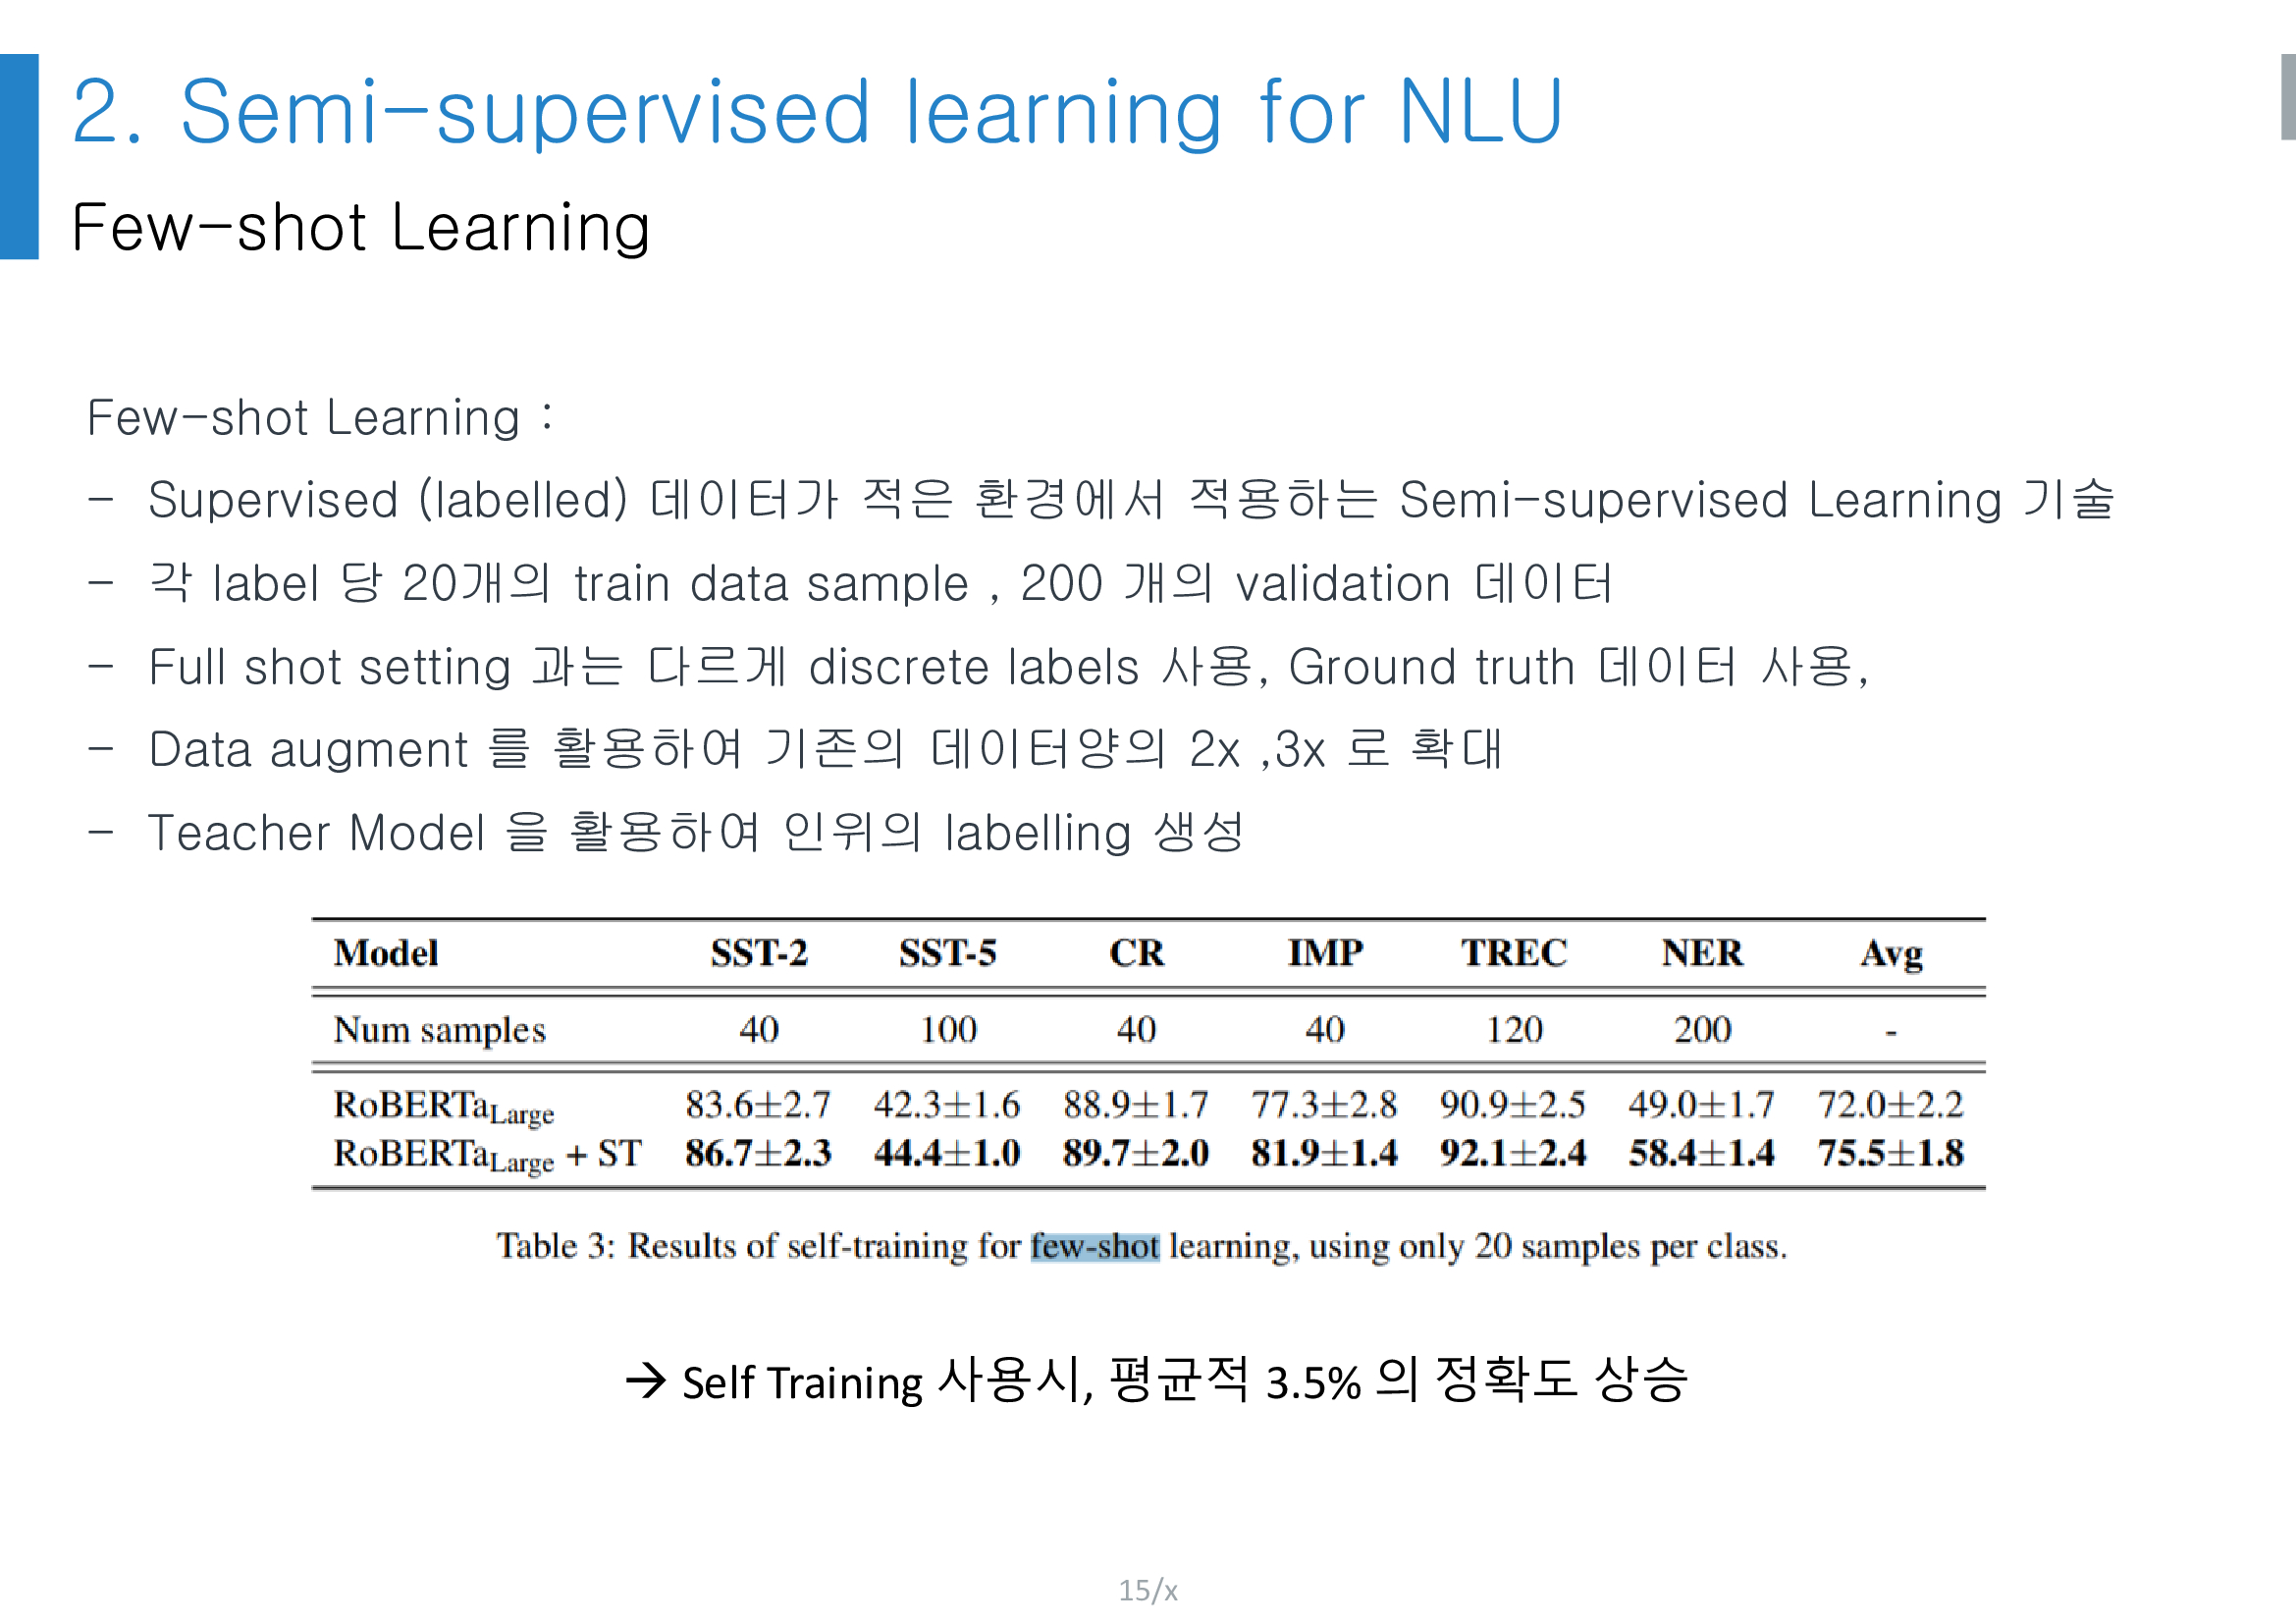 2. Semi-supervised learning for NLU
Few-shot Learning
Few-shot Learning :
- Supervised (labelled) 데이터가 적은 환경에서 적용하는 Semi-supervised Learning 기술
- 각 label 당 20개의 train data sample , 200 개의 validation 데이터
- Full shot setting 과는 다르게 discrete labels 사용, Ground truth 데이터 사용,
- Data augment 를 활용하여 기존의 데이터양의 2x ,3x 로 확대
- Teacher Model 을 활용하여 인위의 labelling 생성
Model SST-2 SST-5 CR IMP TREC NER Avg
Num samples 40 100 40 40 120 200 -
RoBERTaLarge 83.6±2.7 42.3±1.6 88.9±1.7 77.3±2.8 90.9±2.5 49.0±1.7 72.0±2.2
RoBERTaLarge + ST 86.7±2.3 44.4±1.0 89.7±2.0 81.9±1.4 92.1±2.4 58.4±1.4 75.5±1.8
Table 3: Results of self-training for few-shot learning, using only 20 samples per class.
→ Self Training 사용시, 평균적 3.5% 의 정확도 상승
15/x